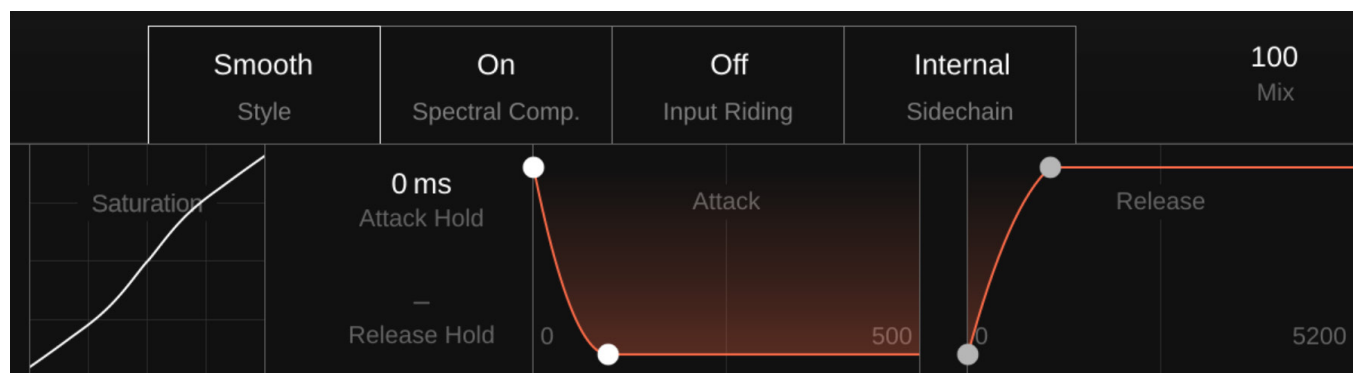 Smooth
Style
On
Spectral Comp.
Off
Input Riding
Internal
Sidechain
100
Mix
Saturation
0 ms
Attack Hold
–
Release Hold
Attack
0
500
Release
0
5200